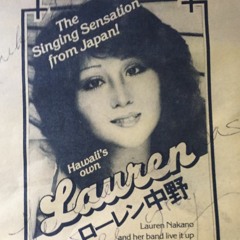 The
Singing Sensation
from Japan!
Hawaii's
own
Lauren
ローレン中野
Lauren Nakano
and her band live it up